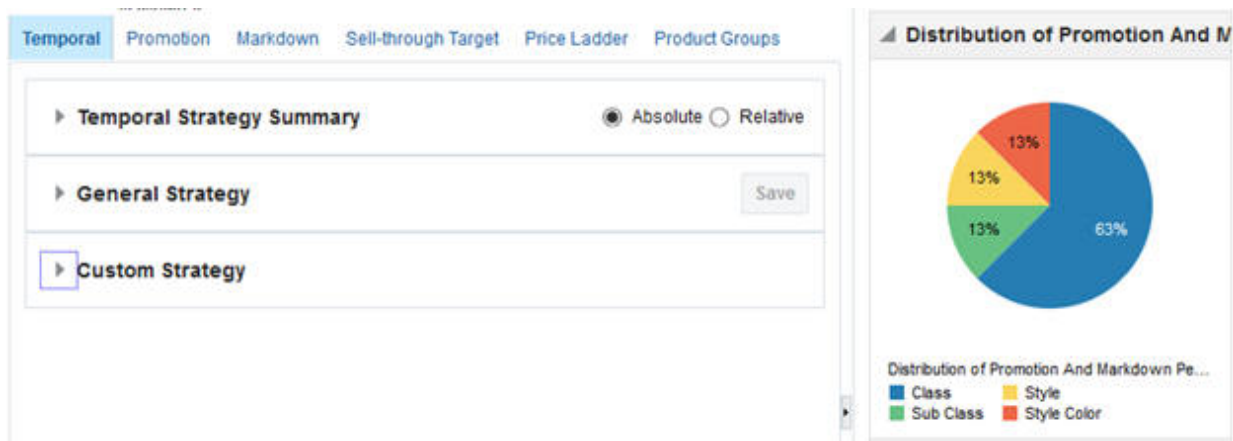 Temporal Promotion Markdown Sell-through Target Price Ladder Product Groups
Temporal Strategy Summary Absolute Relative
General Strategy Save
Custom Strategy
Distribution of Promotion And M
13%
13%
13% 63%
Distribution of Promotion And Markdown Pe...
Class Style
Sub Class Style Color